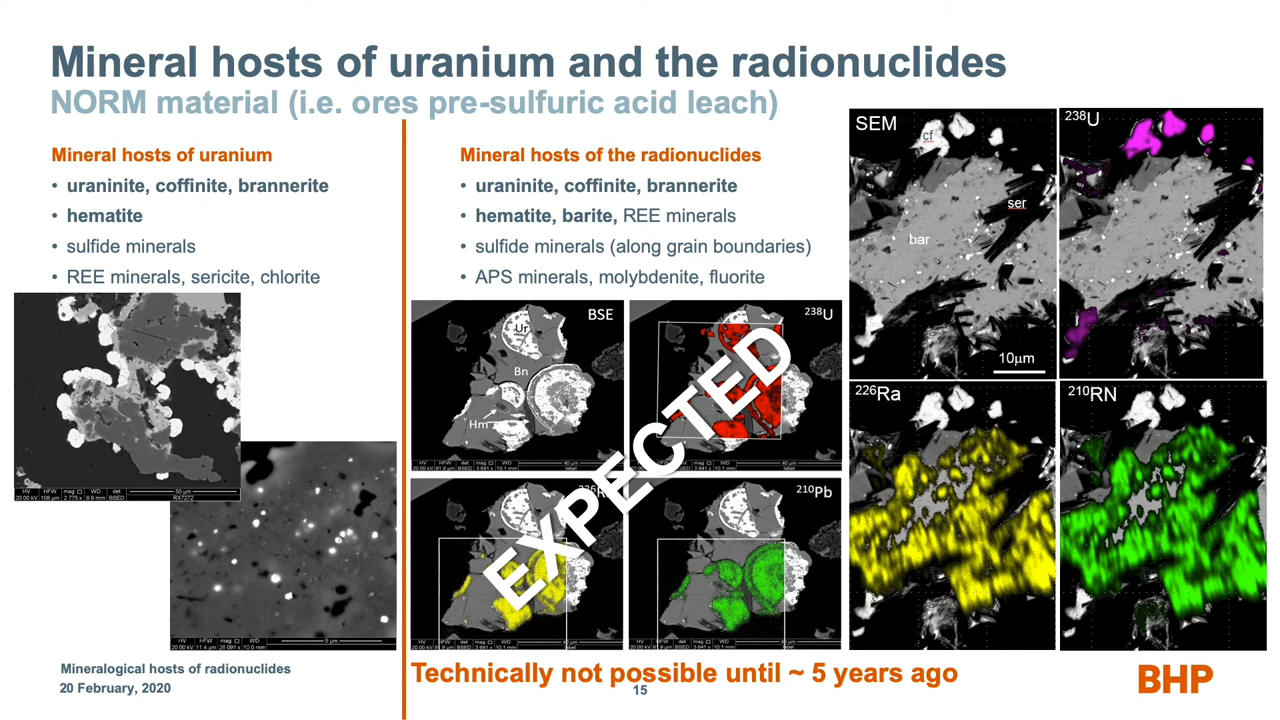 Mineral hosts of uranium and the radionuclides
NORM material (i.e. ores pre-sulfuric acid leach)
Mineral hosts of uranium
• uraninite, coffinite, brannerite
• hematite
• sulfide minerals
• REE minerals, sericite, chlorite
Mineral hosts of the radionuclides
• uraninite, coffinite, brannerite
• hematite, barite, REE minerals
• sulfide minerals (along grain boundaries)
• APS minerals, molybdenite, fluorite
BSE
Ur
Bn
Hm
238U
210Pb
EXPECTED
SEM
cf
ser
bar
10μm
238U
226Ra
210RN
50 μm
5 μm
Technically not possible until ~ 5 years ago
Mineralogical hosts of radionuclides
20 February, 2020
15
BHP